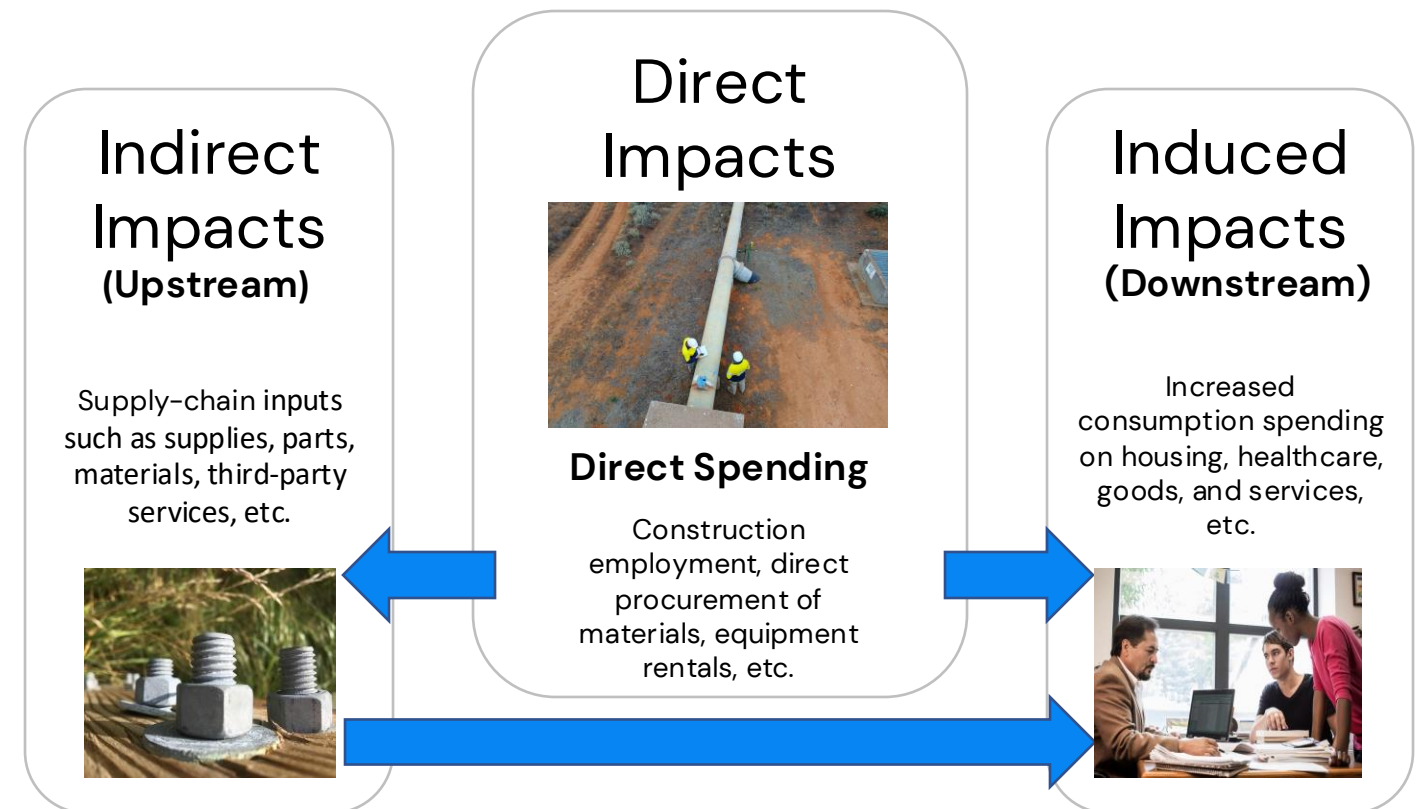 Indirect
Impacts
(Upstream)
Supply-chain inputs
such as supplies, parts,
materials, third-party
services, etc.
Direct
Impacts
Direct Spending
Construction
employment, direct
procurement of
materials, equipment
rentals, etc.
Induced
Impacts
(Downstream)
Increased
consumption spending
on housing, healthcare,
goods, and services,
etc.